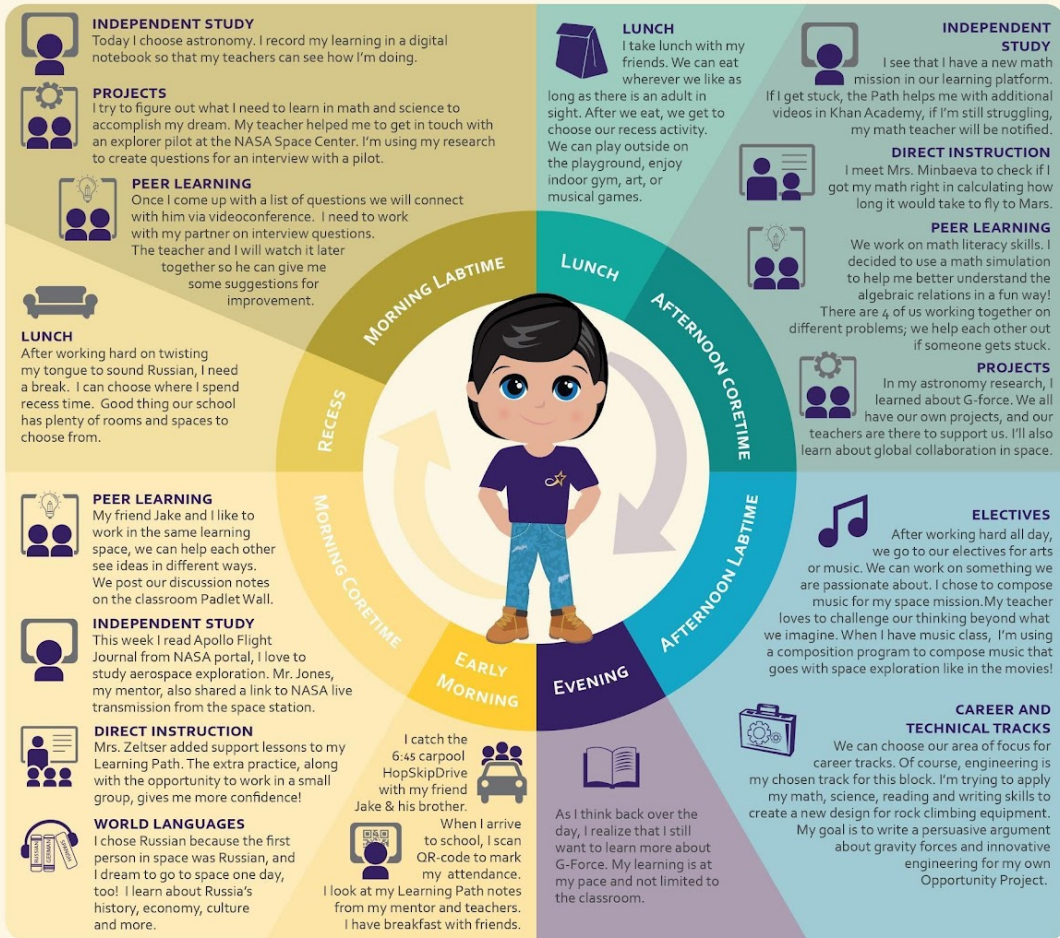 INDEPENDENT STUDY
Today I choose astronomy. I record my learning in a digital
notebook so that my teachers can see how I'm doing.
PROJECTS
I try to figure out what I need to learn in math and science to
accomplish my dream. My teacher helped me to get in touch with
an explorer pilot at the NASA Space Center. I'm using my research
to create questions for an interview with a pilot.
PEER LEARNING
Once I come up with a list of questions we will connect
with him via videoconference. I need to work
with my partner on interview questions.
The teacher and I will watch it later
together so he can give me
some suggestions for
improvement.
LUNCH
After working hard on twisting
my tongue to sound Russian, I need
a break. I can choose where I spend
recess time. Good thing our school
has plenty of rooms and spaces to
choose from.
PEER LEARNING
My friend Jake and I like to
work in the same learning
space, we can help each other
see ideas in different ways.
We post our discussion notes
on the classroom Padlet Wall.
INDEPENDENT STUDY
This week I read Apollo Flight
Journal from NASA portal, I love to
study aerospace exploration. Mr. Jones,
my mentor, also shared a link to NASA live
transmission from the space station.
DIRECT INSTRUCTION
Mrs. Zeltser added support lessons to my
Learning Path. The extra practice, along
with the opportunity to work in a small
group, gives me more confidence!
WORLD LANGUAGES
I chose Russian because the first
person in space was Russian, and
I dream to go to space one day,
too! I learn about Russia's
history, economy, culture
and more.
RUSSIAN
GERMAN
SPANISH
I catch the
6:45 carpool
HopSkipDrive
with my friend
Jake & his brother.
When I arrive
to school, I scan
QR-code to mark
my attendance.
I look at my Learning Path notes
from my mentor and teachers.
I have breakfast with friends.
MORNING LABTIME
RECESS
MORNING CORETIME
EARLY
MORNING
EVENING
AFTERNOON LABTIME
AFTERNOON CORETIME
LUNCH
LUNCH
I take lunch with my
friends. We can eat
wherever we like as
long as there is an adult in
sight. After we eat, we get to
choose our recess activity.
We can play outside on
the playground, enjoy
indoor gym, art, or
musical games.
INDEPENDENT
STUDY
I see that I have a new math
mission in our learning platform.
If I get stuck, the Path helps me with additional
videos in Khan Academy, if I'm still struggling,
my math teacher will be notified.
DIRECT INSTRUCTION
I meet Mrs. Minbaeva to check if I
got my math right in calculating how
long it would take to fly to Mars.
PEER LEARNING
We work on math literacy skills. I
decided to use a math simulation
to help me better understand the
algebraic relations in a fun way!
There are 4 of us working together on
different problems; we help each other out
if someone gets stuck.
PROJECTS
In my astronomy research, I
learned about G-force. We all
have our own projects, and our
teachers are there to support us. I'll also
learn about global collaboration in space.
ELECTIVES
After working hard all day,
we go to our electives for arts
or music. We can work on something we
are passionate about. I chose to compose
music for my space mission.My teacher
loves to challenge our thinking beyond what
we imagine. When I have music class, I'm using
a composition program to compose music that
goes with space exploration like in the movies!
CAREER AND
TECHNICAL TRACKS
We can choose our area of focus for
career tracks. Of course, engineering is
my chosen track for this block. I'm trying to apply
my math, science, reading and writing skills to
create a new design for rock climbing equipment.
My goal is to write a persuasive argument
about gravity forces and innovative
engineering for my own
Opportunity Project.
As I think back over the
day, I realize that I still
want to learn more about
G-Force. My learning is at
my pace and not limited to
the classroom.